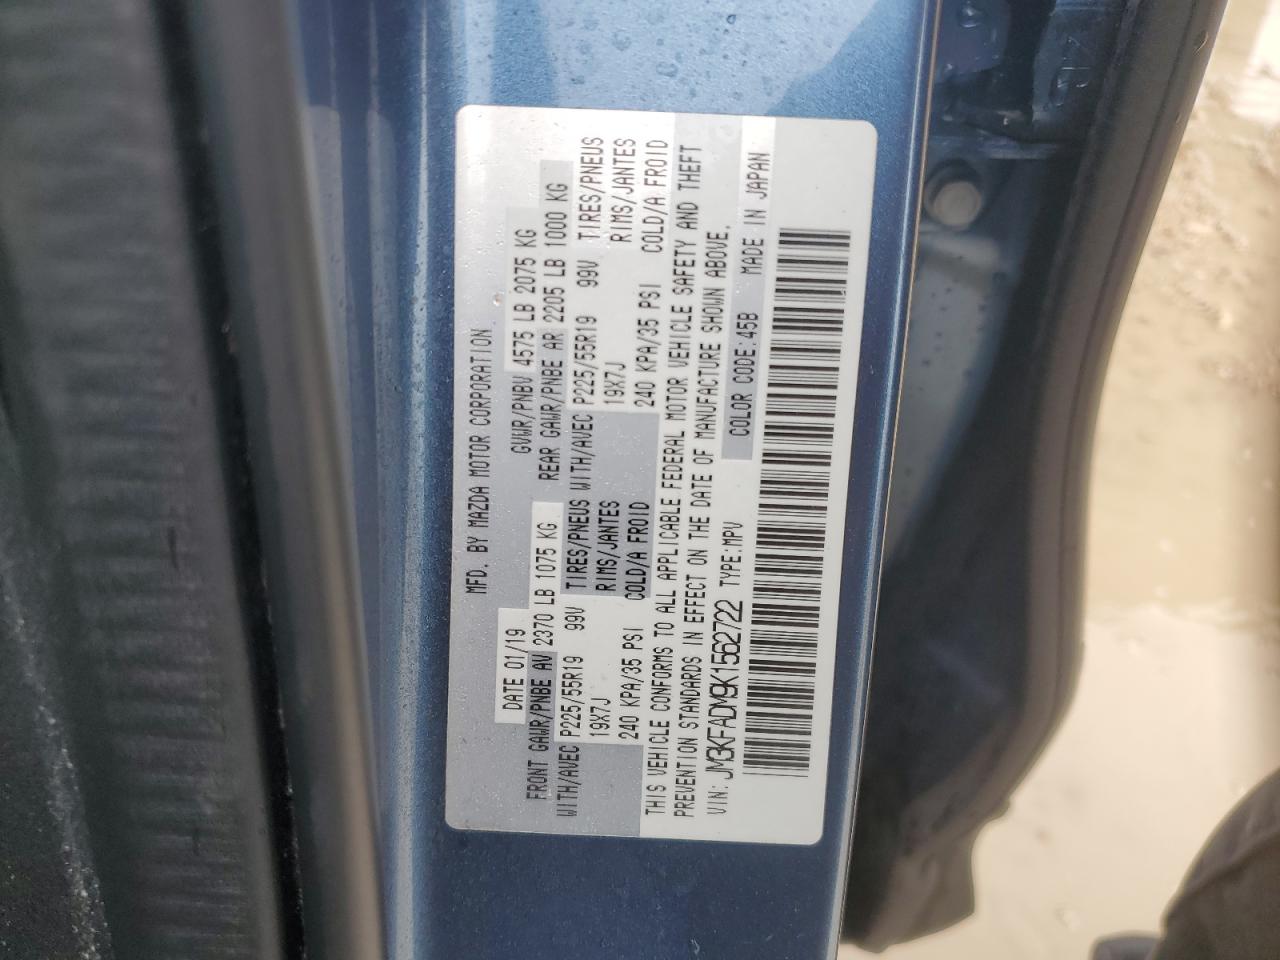 MFD. BY MAZDA MOTOR CORPORATION
DATE 01/19
GVWR/PNBV 4575 LB 2075 KG
FRONT GAWR/PNBE AV 2370 LB 1075 KG
REAR GAWR/PNBE AR 2205 LB 1000 KG
WITH/AVEC P225/55R19 99V TIRES/PNEUS WITH/AVEC P225/55R19 99V TIRES/PNEUS
19X7J RIMS/JANTES 19X7J RIMS/JANTES
240 KPA/35 PSI COLD/A FROID 240 KPA/35 PSI COLD/A FROID
THIS VEHICLE CONFORMS TO ALL APPLICABLE FEDERAL MOTOR VEHICLE SAFETY AND THEFT
PREVENTION STANDARDS IN EFFECT ON THE DATE OF MANUFACTURE SHOWN ABOVE.
VIN: JM3KFADM9K1562722 TYPE:MPV COLOR CODE:45B MADE IN JAPAN